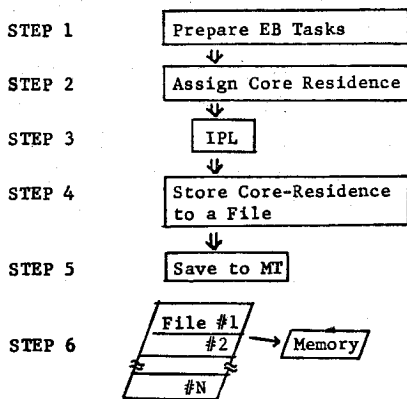 STEP 1 Prepare EB Tasks
STEP 2 Assign Core Residence
STEP 3 IPL
STEP 4 Store Core-Residence
to a File
STEP 5 Save to MT
STEP 6 File #1
#2 Memory
#N